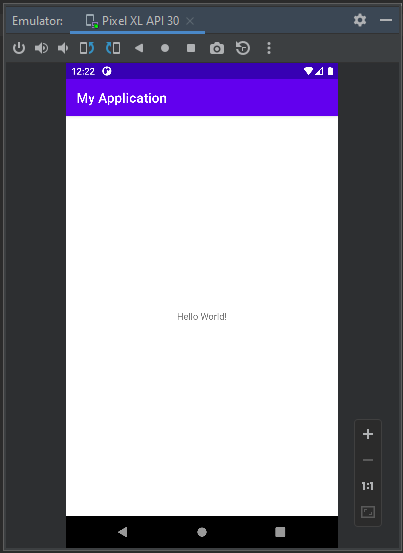 Emulator: Pixel XL API 30
12:22
My Application
Hello World!
1:1